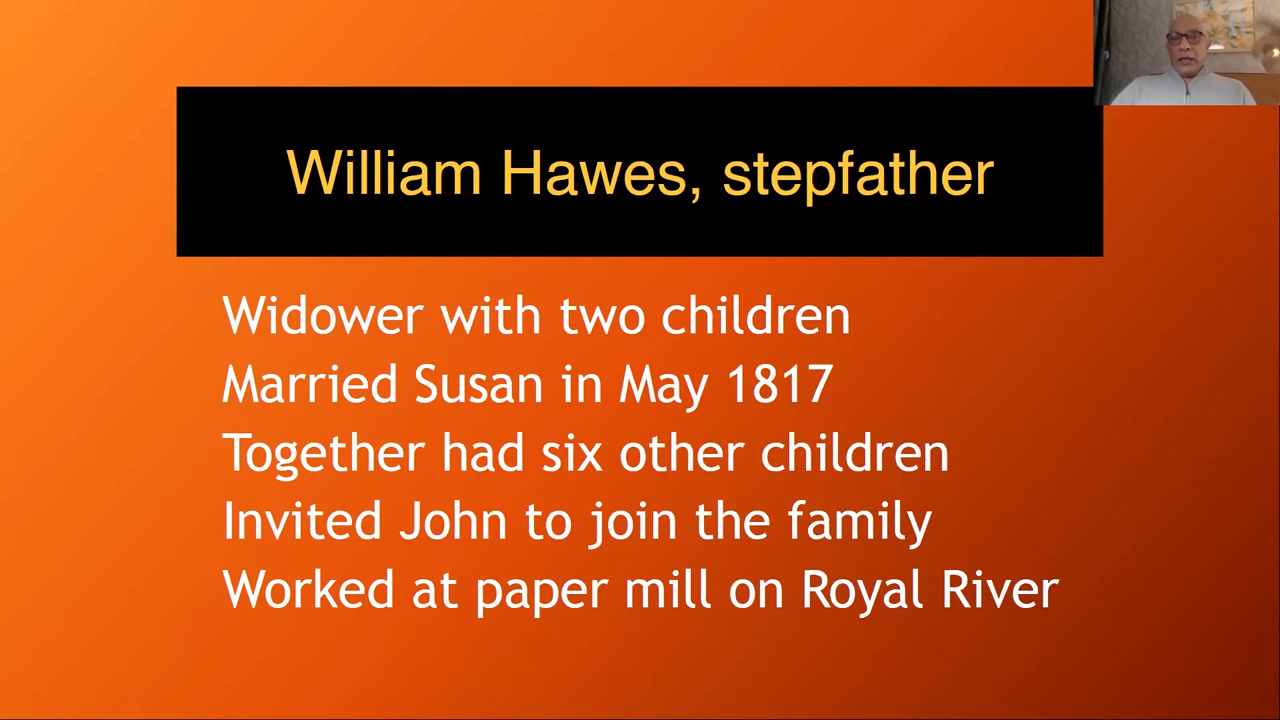 William Hawes, stepfather
Widower with two children
Married Susan in May 1817
Together had six other children
Invited John to join the family
Worked at paper mill on Royal River